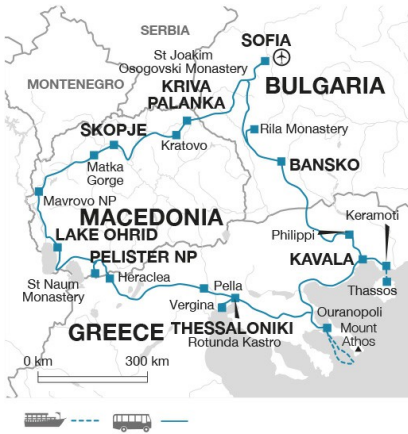 SERBIA
SOFIA
St Joakim
Osogovski Monastery
MONTENEGRO
KRIVA
PALANKA
BULGARIA
SKOPJE
Rila Monastery
Kratovo
Matka
Gorge
BANSKO
Mavrovo NP
MACEDONIA
Keramoti
LAKE OHRID
Philippi
PELISTER NP
KAVALA
St Naum
Monastery
Heraclea
Pella
Thassos
Vergina
Ouranopoli
GREECE
THESSALONIKI
Mount
Athos
Rotunda Kastro
0 km
300 km